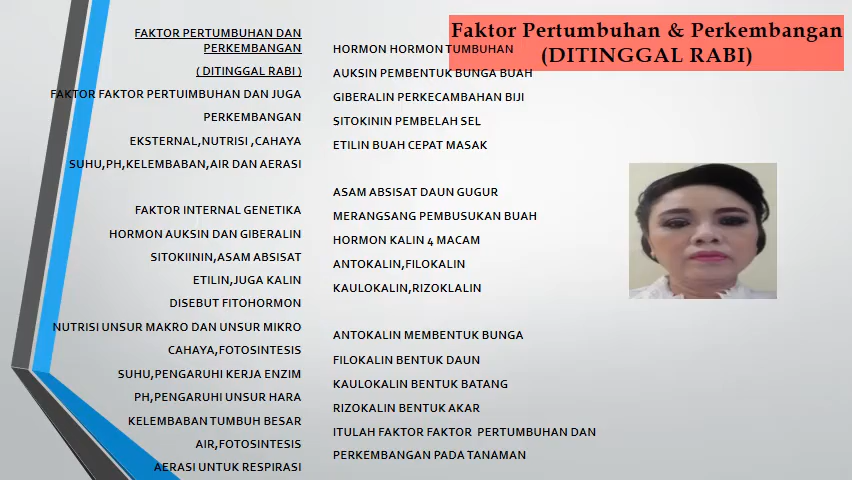 Faktor Pertumbuhan & Perkembangan
(DITINGGAL RABI)
FAKTOR PERTUMBUHAN DAN
PERKEMBANGAN
( DITINGGAL RABI )
FAKTOR FAKTOR PERTUIMBUHAN DAN JUGA
PERKEMBANGAN
EKSTERNAL,NUTRISI ,CAHAYA
SUHU,PH,KELEMBABAN,AIR DAN AERASI
FAKTOR INTERNAL GENETIKA
HORMON AUKSIN DAN GIBERALIN
SITOKIININ,ASAM ABSISAT
ETILIN,JUGA KALIN
DISEBUT FITOHORMON
NUTRISI UNSUR MAKRO DAN UNSUR MIKRO
CAHAYA,FOTOSINTESIS
SUHU,PENGARUHI KERJA ENZIM
PH,PENGARUHI UNSUR HARA
KELEMBABAN TUMBUH BESAR
AIR,FOTOSINTESIS
AERASI UNTUK RESPIRASI
HORMON HORMON TUMBUHAN
AUKSIN PEMBENTUK BUNGA BUAH
GIBERALIN PERKECAMBAHAN BIJI
SITOKININ PEMBELAH SEL
ETILIN BUAH CEPAT MASAK
ASAM ABSISAT DAUN GUGUR
MERANGSANG PEMBUSUKAN BUAH
HORMON KALIN 4 MACAM
ANTOKALIN,FILOKALIN
KAULOKALIN,RIZOKLALIN
ANTOKALIN MEMBENTUK BUNGA
FILOKALIN BENTUK DAUN
KAULOKALIN BENTUK BATANG
RIZOKALIN BENTUK AKAR
ITULAH FAKTOR FAKTOR  PERTUMBUHAN DAN
PERKEMBANGAN PADA TANAMAN